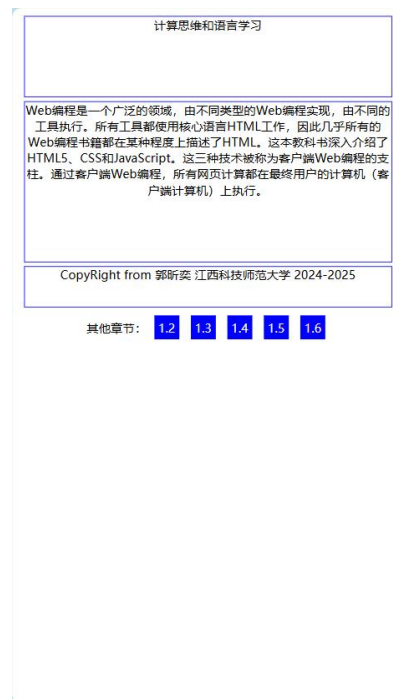 计算思维和语言学习
Web编程是一个广泛的领域，由不同类型的Web编程实现，由不同的
工具执行。所有工具都使用核心语言HTML工作，因此几乎所有的
Web编程书籍都在某种程度上描述了HTML。这本教科书深入介绍了
HTML5、CSS和JavaScript。这三种技术被称为客户端Web编程的支
柱。通过客户端Web编程，所有网页计算都在最终用户的计算机（客
户端计算机）上执行。
CopyRight from 郭昕奕 江西科技师范大学 2024-2025
其他章节： 1.2 1.3 1.4 1.5 1.6